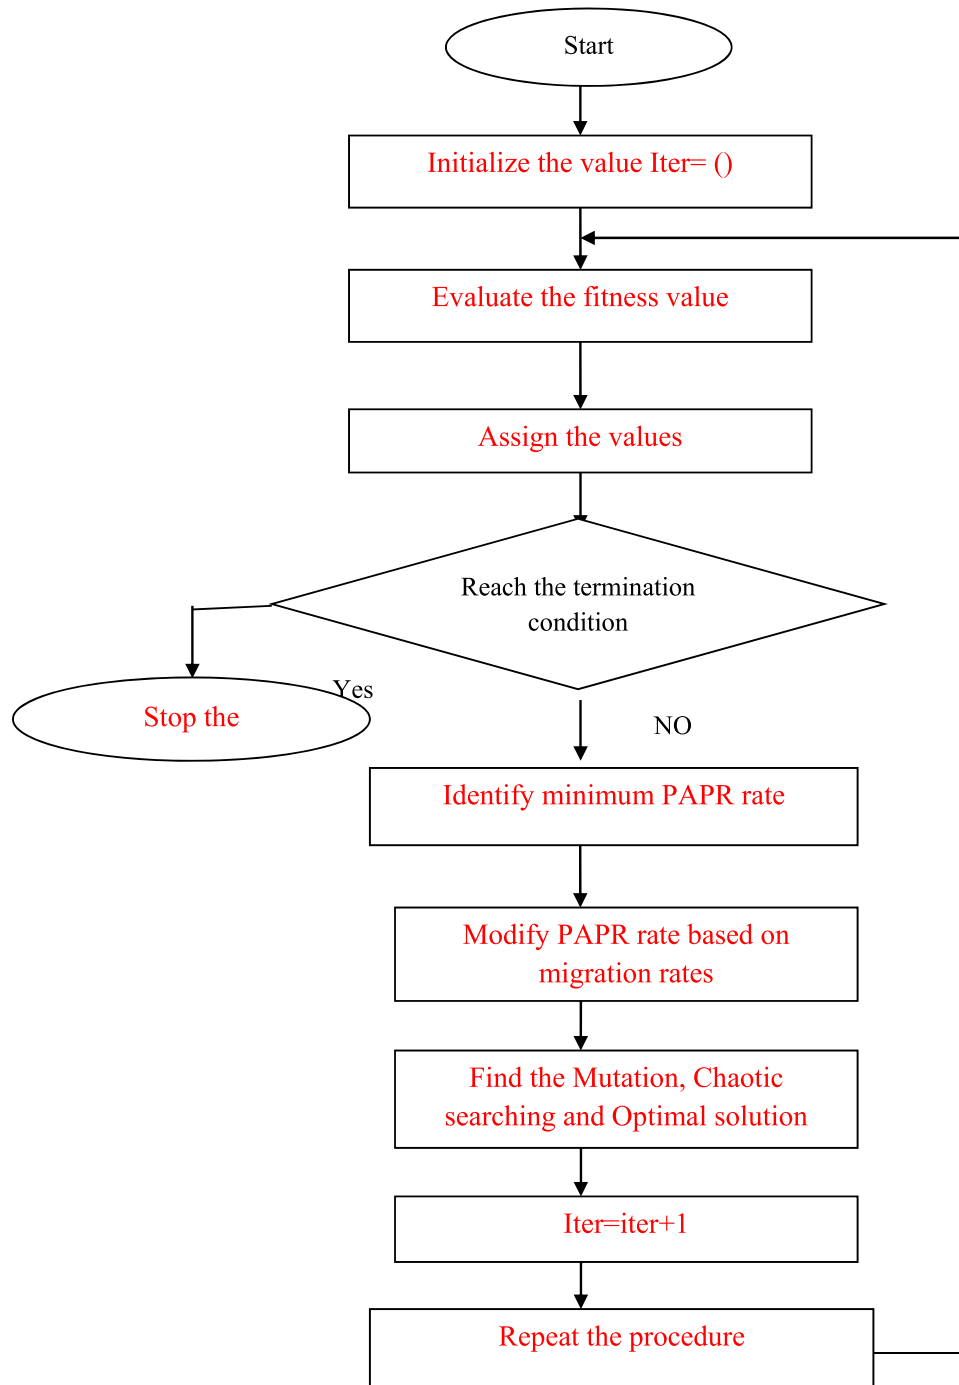 Start
Initialize the value Iter= ()
Evaluate the fitness value
Assign the values
Reach the termination
condition
Yes
Stop the
NO
Identify minimum PAPR rate
Modify PAPR rate based on
migration rates
Find the Mutation, Chaotic
searching and Optimal solution
Iter=iter+1
Repeat the procedure